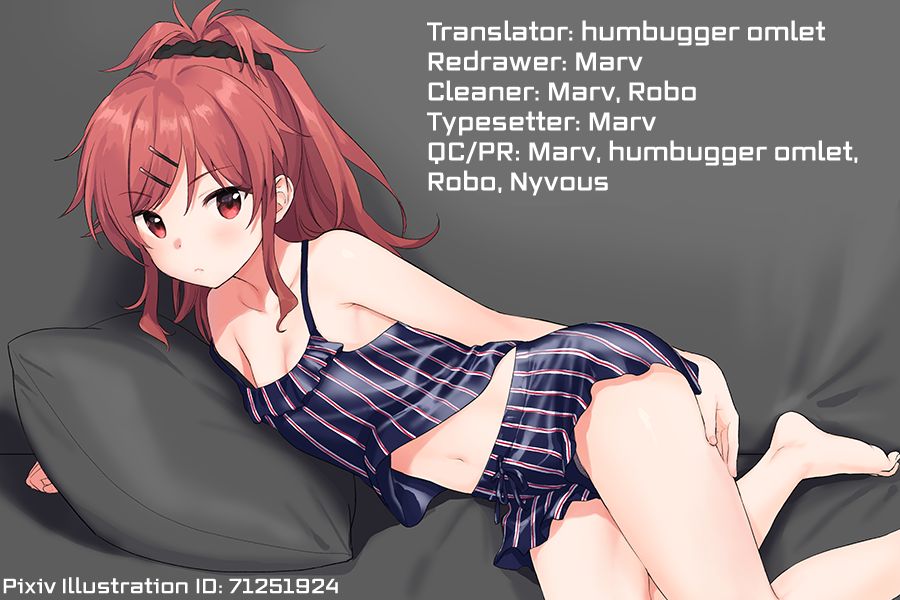 Translator: humbugger omlet
Redrawer: Marv
Cleaner: Marv, Robo
Typesetter: Marv
QC/PR: Marv, humbugger omlet,
Robo, Nyvous
Pixiv Illustration ID: 71251924